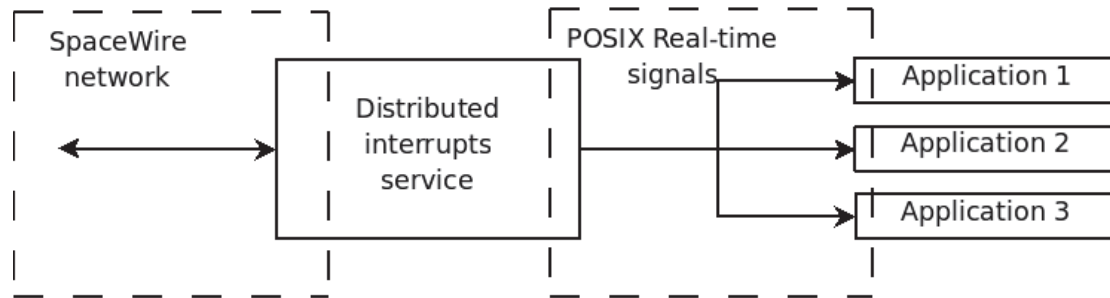 SpaceWire
network
POSIX Real-time
signals
Distributed
interrupts
service
Application 1
Application 2
Application 3